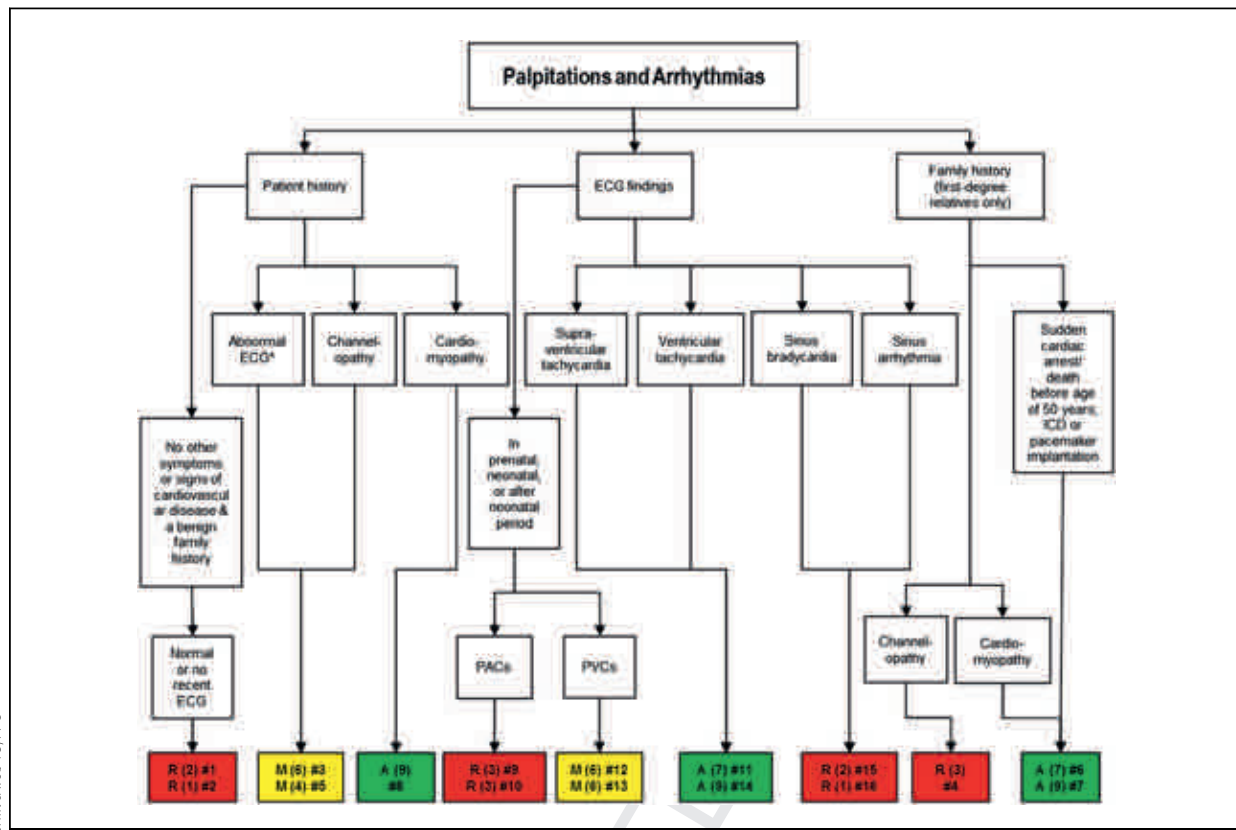 Palpitations and Arrhythmias
Patient history
ECG findings
Family history
(first-degree
relatives only)
Abnormal
ECG*
Channel-
opathy
Cardio-
myopathy
Supra-
ventricular
tachycardia
Ventricular
tachycardia
Sinus
bradycardia
Sinus
arrhythmia
Sudden
cardiac
arrest/
death
before age
of 50 years;
ICD or
pacemaker
implantation
No other
symptoms
or signs of
cardiovascul
ar disease &
a benign
family
history
In
prenatal,
neonatal,
or after
neonatal
period
Normal
or no
recent
ECG
PACs
PVCs
Channel-
opathy
Cardio-
myopathy
R (2) #1
R (1) #2
M (6) #3
M (4) #5
A (9)
#8
R (3) #9
R (3) #10
M (6) #12
M (6) #13
A (7) #11
A (9) #14
R (2) #15
R (1) #16
R (3)
#4
A (7) #6
A (9) #7